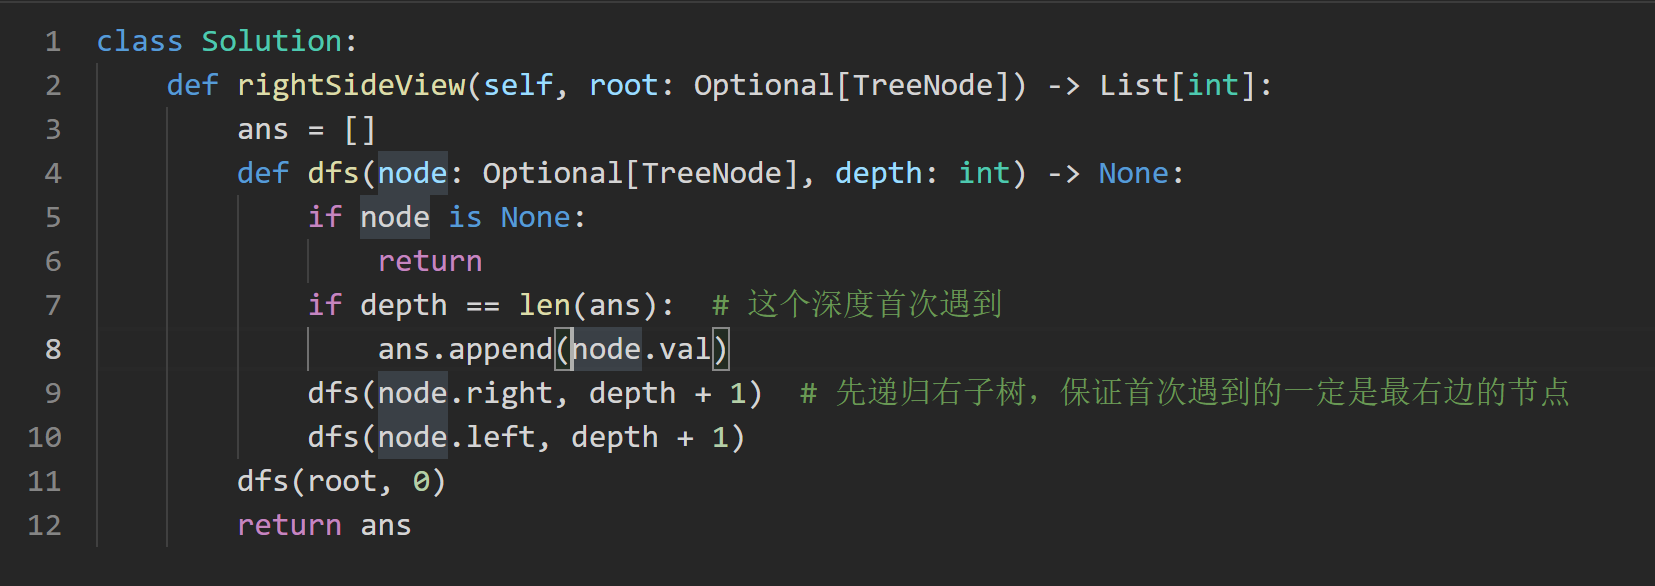 1 class Solution:
2     def rightSideView(self, root: Optional[TreeNode]) -> List[int]:
3         ans = []
4         def dfs(node: Optional[TreeNode], depth: int) -> None:
5             if node is None:
6                 return
7             if depth == len(ans):  # 这个深度首次遇到
8                 ans.append(node.val)
9             dfs(node.right, depth + 1)  # 先递归右子树，保证首次遇到的一定是最右边的节点
10             dfs(node.left, depth + 1)
11         dfs(root, 0)
12         return ans